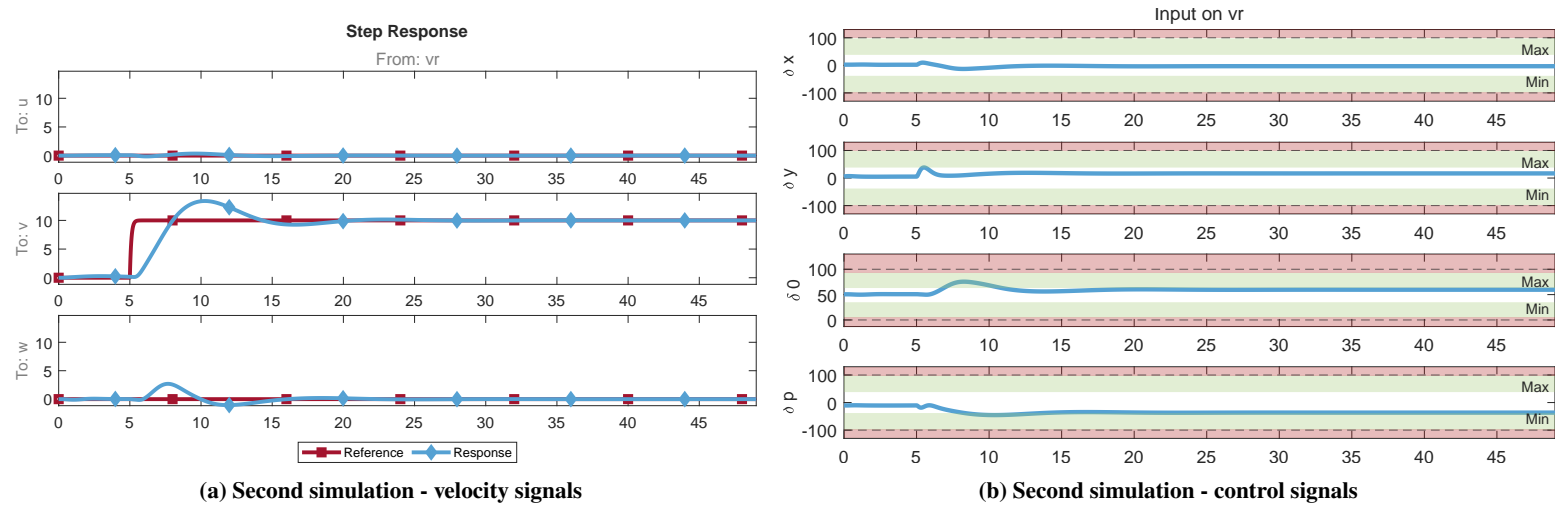 Step Response
From: vr
To: u
10
5
0
0 5 10 15 20 25 30 35 40 45
To: v
10
5
0
0 5 10 15 20 25 30 35 40 45
To: w
10
5
0
0 5 10 15 20 25 30 35 40 45
Reference Response
(a) Second simulation - velocity signals
Input on vr
δ x
100
0
-100
Max
Min
0 5 10 15 20 25 30 35 40 45
δ y
100
0
-100
Max
Min
0 5 10 15 20 25 30 35 40 45
δ 0
100
50
0
Max
Min
0 5 10 15 20 25 30 35 40 45
δ p
100
0
-100
Max
Min
0 5 10 15 20 25 30 35 40 45
(b) Second simulation - control signals